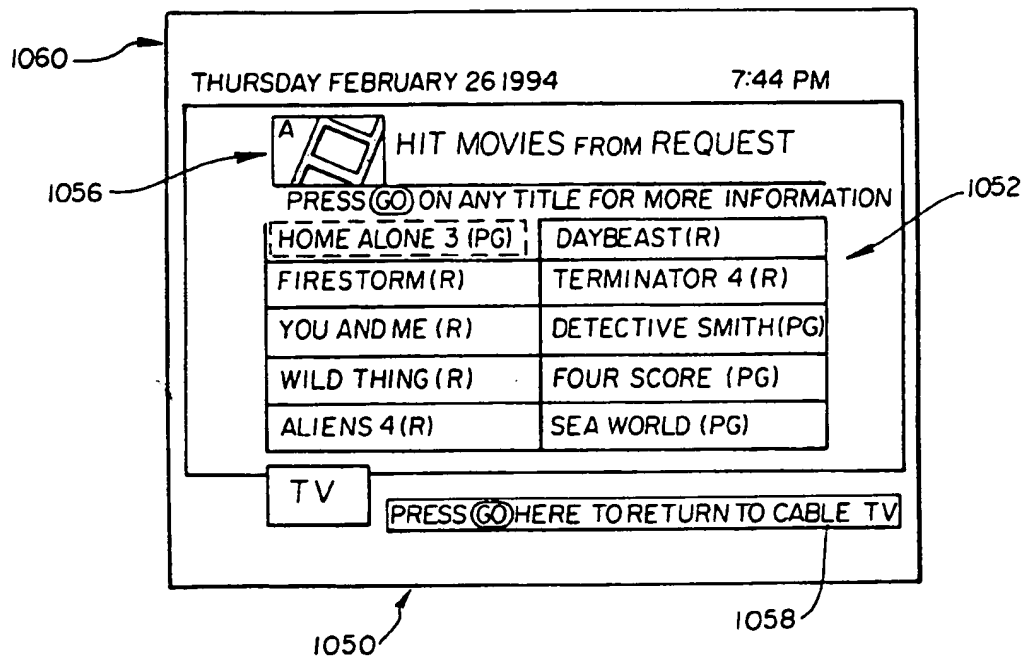 1060
THURSDAY FEBRUARY 26 1994 7:44 PM
A
HIT MOVIES FROM REQUEST
1056
PRESS GO ON ANY TITLE FOR MORE INFORMATION
1052
HOME ALONE 3 (PG) DAYBEAST (R)
FIRESTORM (R) TERMINATOR 4 (R)
YOU AND ME (R) DETECTIVE SMITH (PG)
WILD THING (R) FOUR SCORE (PG)
ALIENS 4 (R) SEA WORLD (PG)
TV
PRESS GO HERE TO RETURN TO CABLE TV
1058
1050